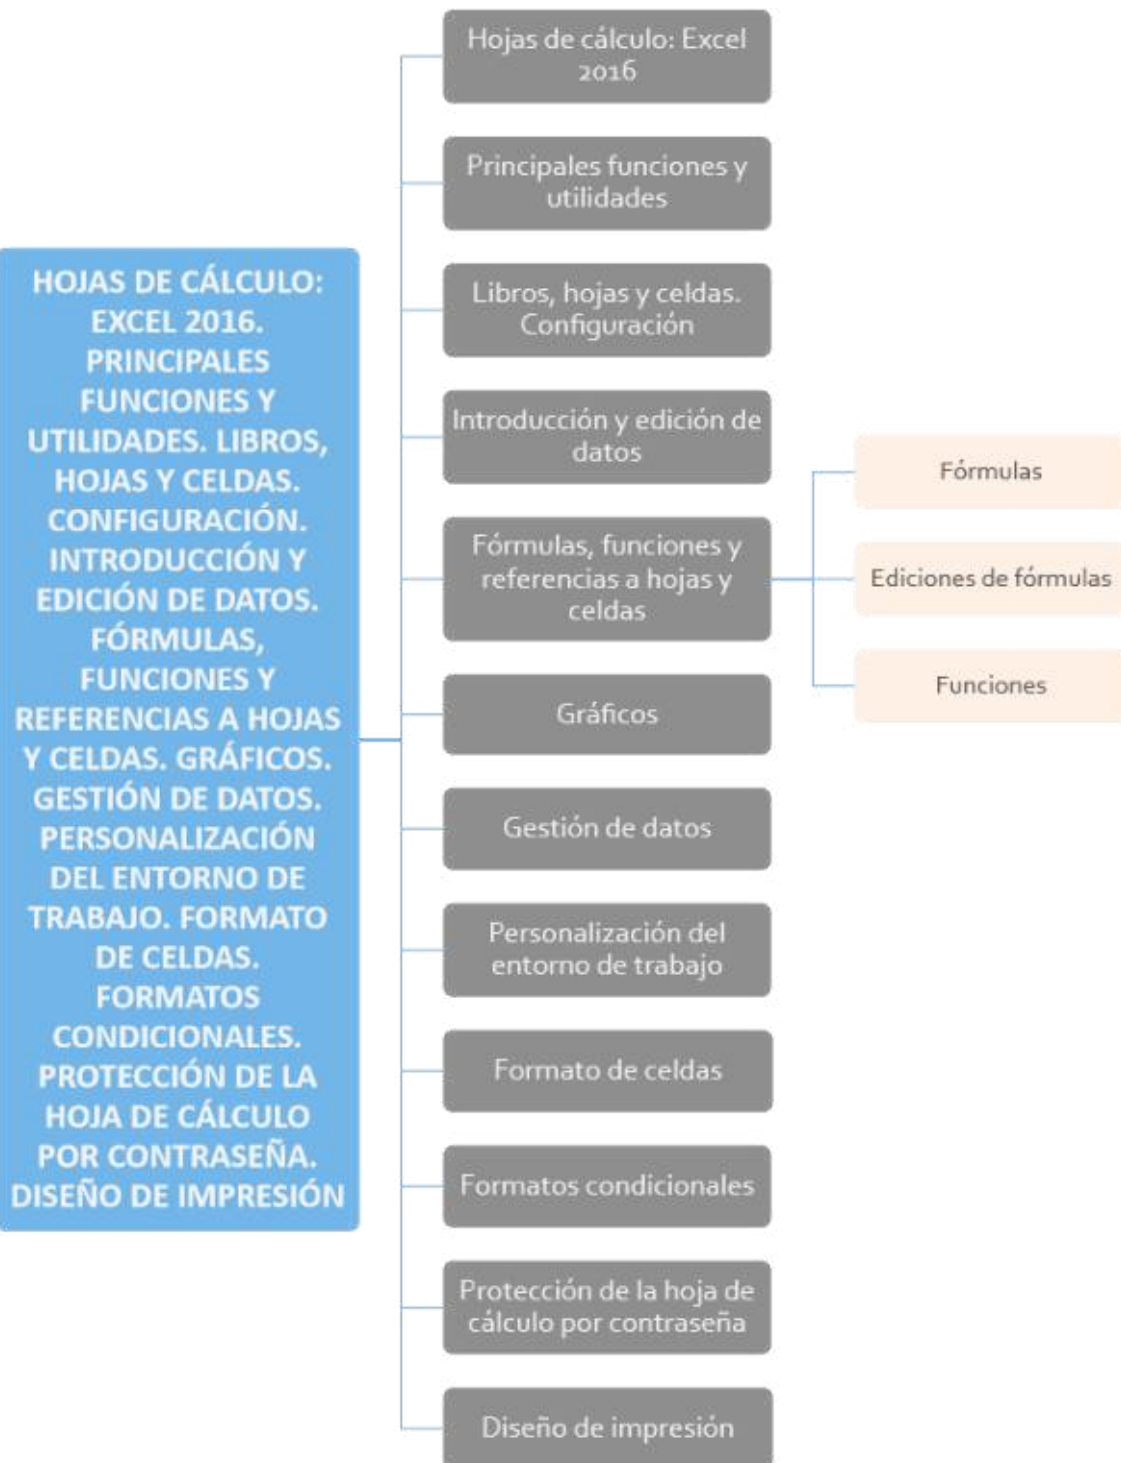 HOJAS DE CÁLCULO:
EXCEL 2016.
PRINCIPALES
FUNCIONES Y
UTILIDADES. LIBROS,
HOJAS Y CELDAS.
CONFIGURACIÓN.
INTRODUCCIÓN Y
EDICIÓN DE DATOS.
FÓRMULAS,
FUNCIONES Y
REFERENCIAS A HOJAS
Y CELDAS. GRÁFICOS.
GESTIÓN DE DATOS.
PERSONALIZACIÓN
DEL ENTORNO DE
TRABAJO. FORMATO
DE CELDAS.
FORMATOS
CONDICIONALES.
PROTECCIÓN DE LA
HOJA DE CÁLCULO
POR CONTRASEÑA.
DISEÑO DE IMPRESIÓN
Hojas de cálculo: Excel
2016
Principales funciones y
utilidades
Libros, hojas y celdas.
Configuración
Introducción y edición de
datos
Fórmulas, funciones y
referencias a hojas y
celdas
Fórmulas
Ediciones de fórmulas
Funciones
Gráficos
Gestión de datos
Personalización del
entorno de trabajo
Formato de celdas
Formatos condicionales
Protección de la hoja de
cálculo por contraseña
Diseño de impresión